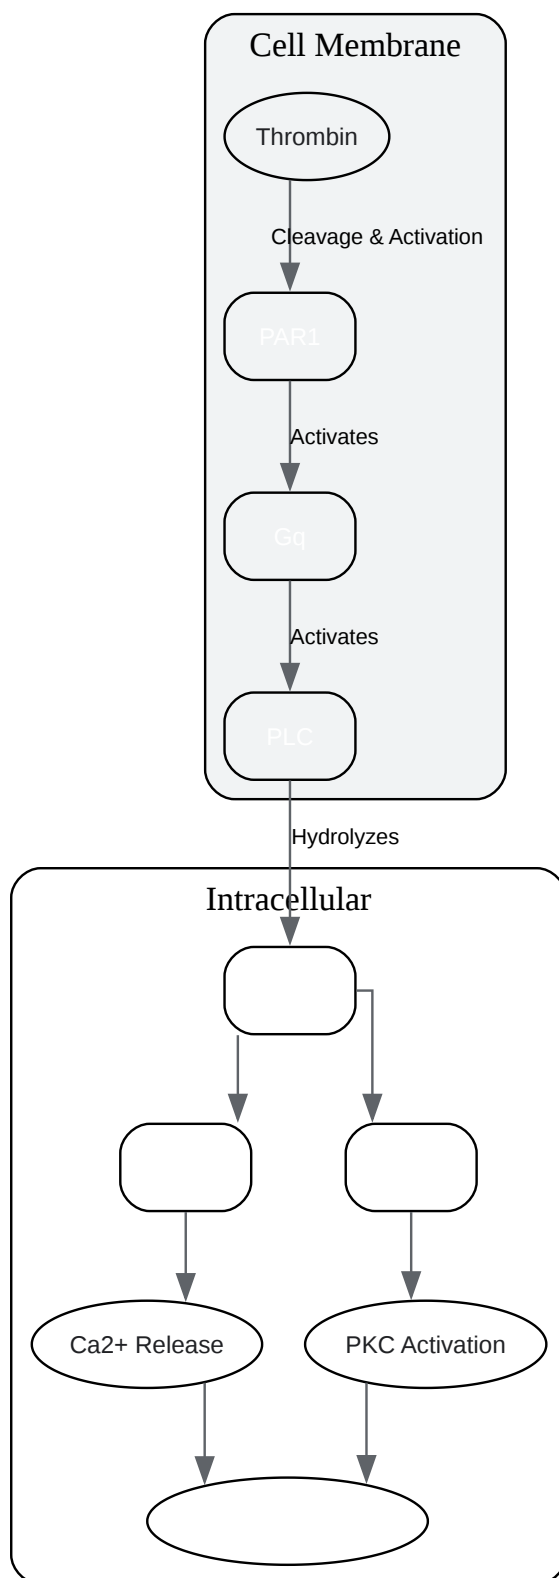 Cell Membrane
Thrombin
Cleavage & Activation
PAR1
Activates
Gq
Activates
PLC
Hydrolyzes
Intracellular
Ca2+ Release
PKC Activation